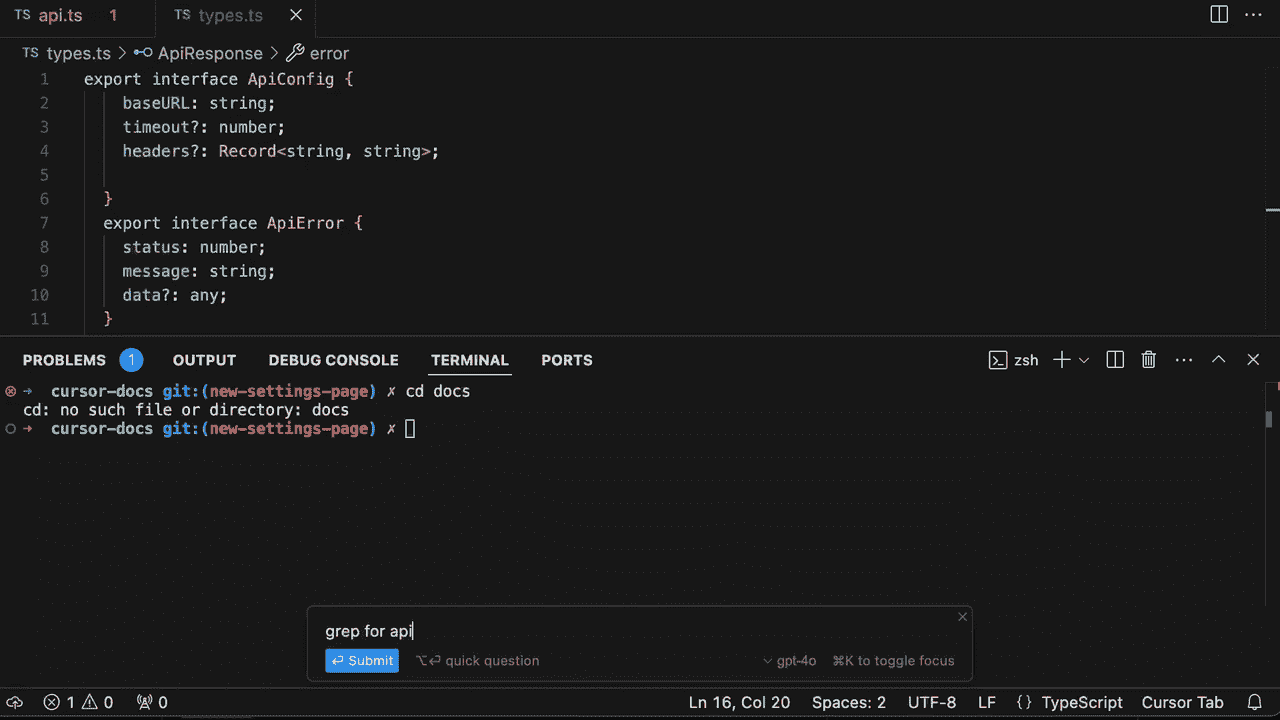 TS api.ts 1 TS types.ts
TS types.ts > ApiResponse > error
1 export interface ApiConfig {
2 baseURL: string;
3 timeout?: number;
4 headers?: Record<string, string>;
5
6 }
7 export interface ApiError {
8 status: number;
9 message: string;
10 data?: any;
11 }
PROBLEMS 1 OUTPUT DEBUG CONSOLE TERMINAL PORTS zsh
→ cursor-docs git:(new-settings-page) ✗ cd docs
cd: no such file or directory: docs
→ cursor-docs git:(new-settings-page) ✗
grep for api
⏎ Submit ⌥⏎ quick question gpt-4o ⌘K to toggle focus
1 0 0 Ln 16, Col 20 Spaces: 2 UTF-8 LF {} TypeScript Cursor Tab